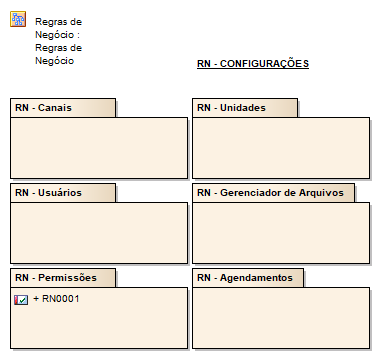 Regras de
Negócio :
Regras de
Negócio
RN - CONFIGURAÇÕES
RN - Canais
RN - Unidades
RN - Usuários
RN - Gerenciador de Arquivos
RN - Permissões
+ RN0001
RN - Agendamentos